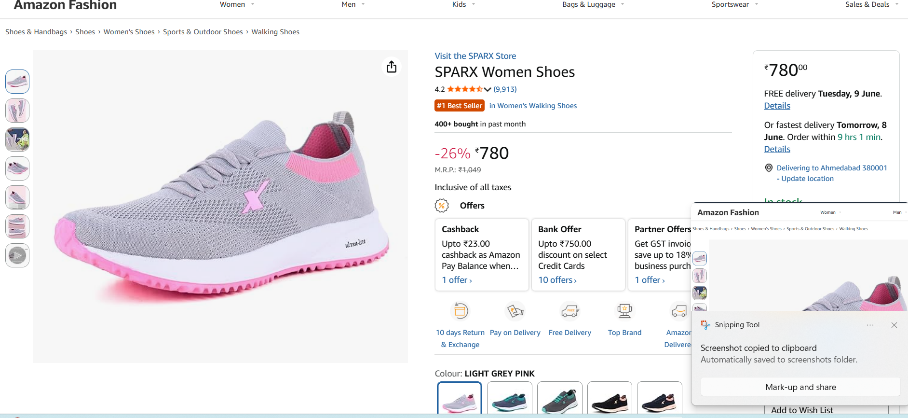 Amazon Fashion
Women
Men
Kids
Bags & Luggage
Sportswear
Sales & Deals
Shoes & Handbags › Shoes › Women's Shoes › Sports & Outdoor Shoes › Walking Shoes
Visit the SPARX Store
SPARX Women Shoes
4.2
(9,913)
#1 Best Seller
in Women's Walking Shoes
400+ bought in past month
-26% ₹780
M.R.P.: ₹1,049
Inclusive of all taxes
Offers
Cashback
Upto ₹23.00
cashback as Amazon
Pay Balance when…
1 offer ›
Bank Offer
Upto ₹750.00
discount on select
Credit Cards
10 offers ›
Partner Offers
Get GST invoic
save up to 18%
business purch
1 offer ›
10 days Return
& Exchange
Pay on Delivery
Free Delivery
Top Brand
Amazon
Delivere
Colour: LIGHT GREY PINK
₹78000
FREE delivery Tuesday, 9 June.
Details
Or fastest delivery Tomorrow, 8
June. Order within 9 hrs 1 min.
Details
Delivering to Ahmedabad 380001
- Update location
In stock
Amazon Fashion
Women
Men
Shoes & Handbags › Shoes › Women's Shoes › Sports & Outdoor Shoes › Walking Shoes
Snipping Tool
Screenshot copied to clipboard
Automatically saved to screenshots folder.
Mark-up and share
Add to Wish List